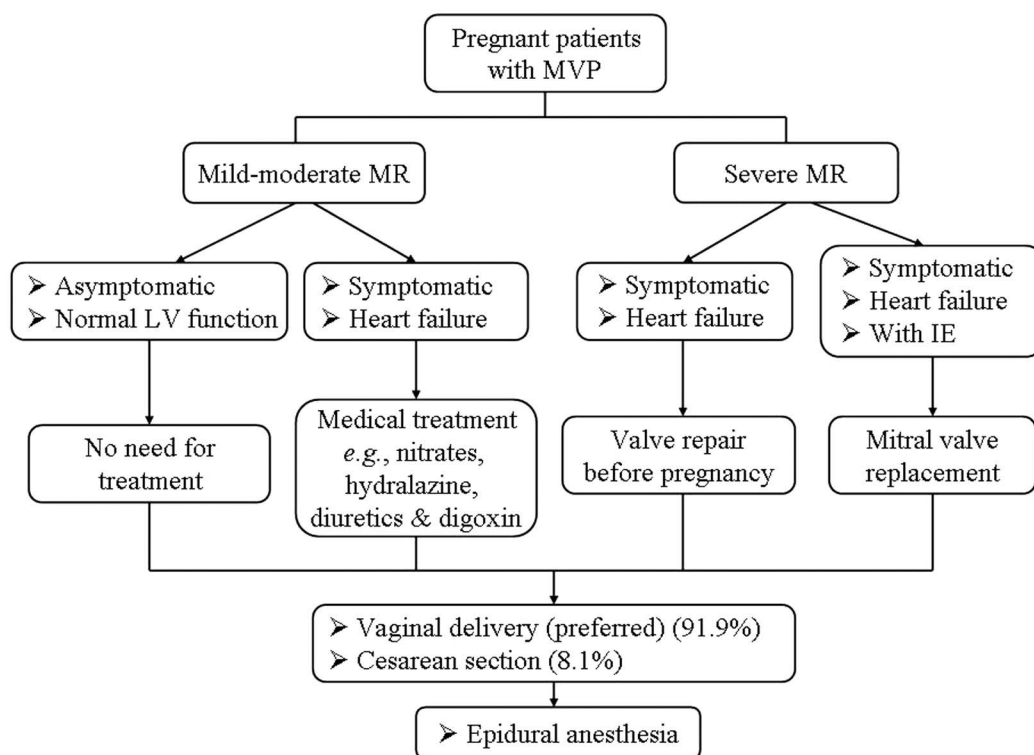 Pregnant patients
with MVP
Mild-moderate MR
Severe MR
➢ Asymptomatic
➢ Normal LV function
➢ Symptomatic
➢ Heart failure
➢ Symptomatic
➢ Heart failure
➢ Symptomatic
➢ Heart failure
➢ With IE
No need for
treatment
Medical treatment
e.g., nitrates,
hydralazine,
diuretics & digoxin
Valve repair
before pregnancy
Mitral valve
replacement
➢ Vaginal delivery (preferred) (91.9%)
➢ Cesarean section (8.1%)
➢ Epidural anesthesia